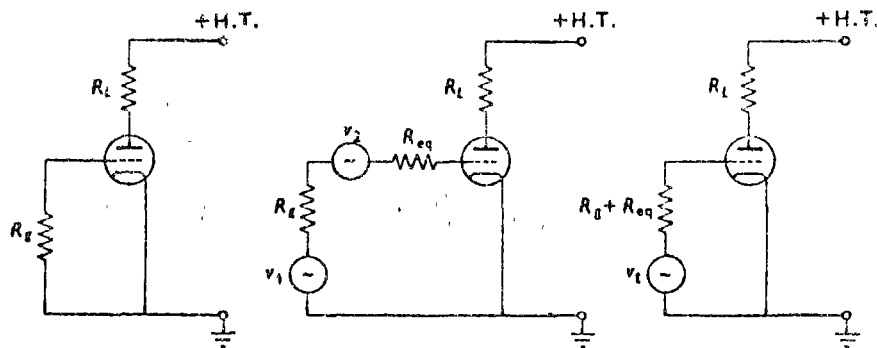 +H.T.
+H.T.
+H.T.
R_L
R_L
R_L
v_2
R_eq
R_g
R_g
R_g + R_eq
v_1
v_t